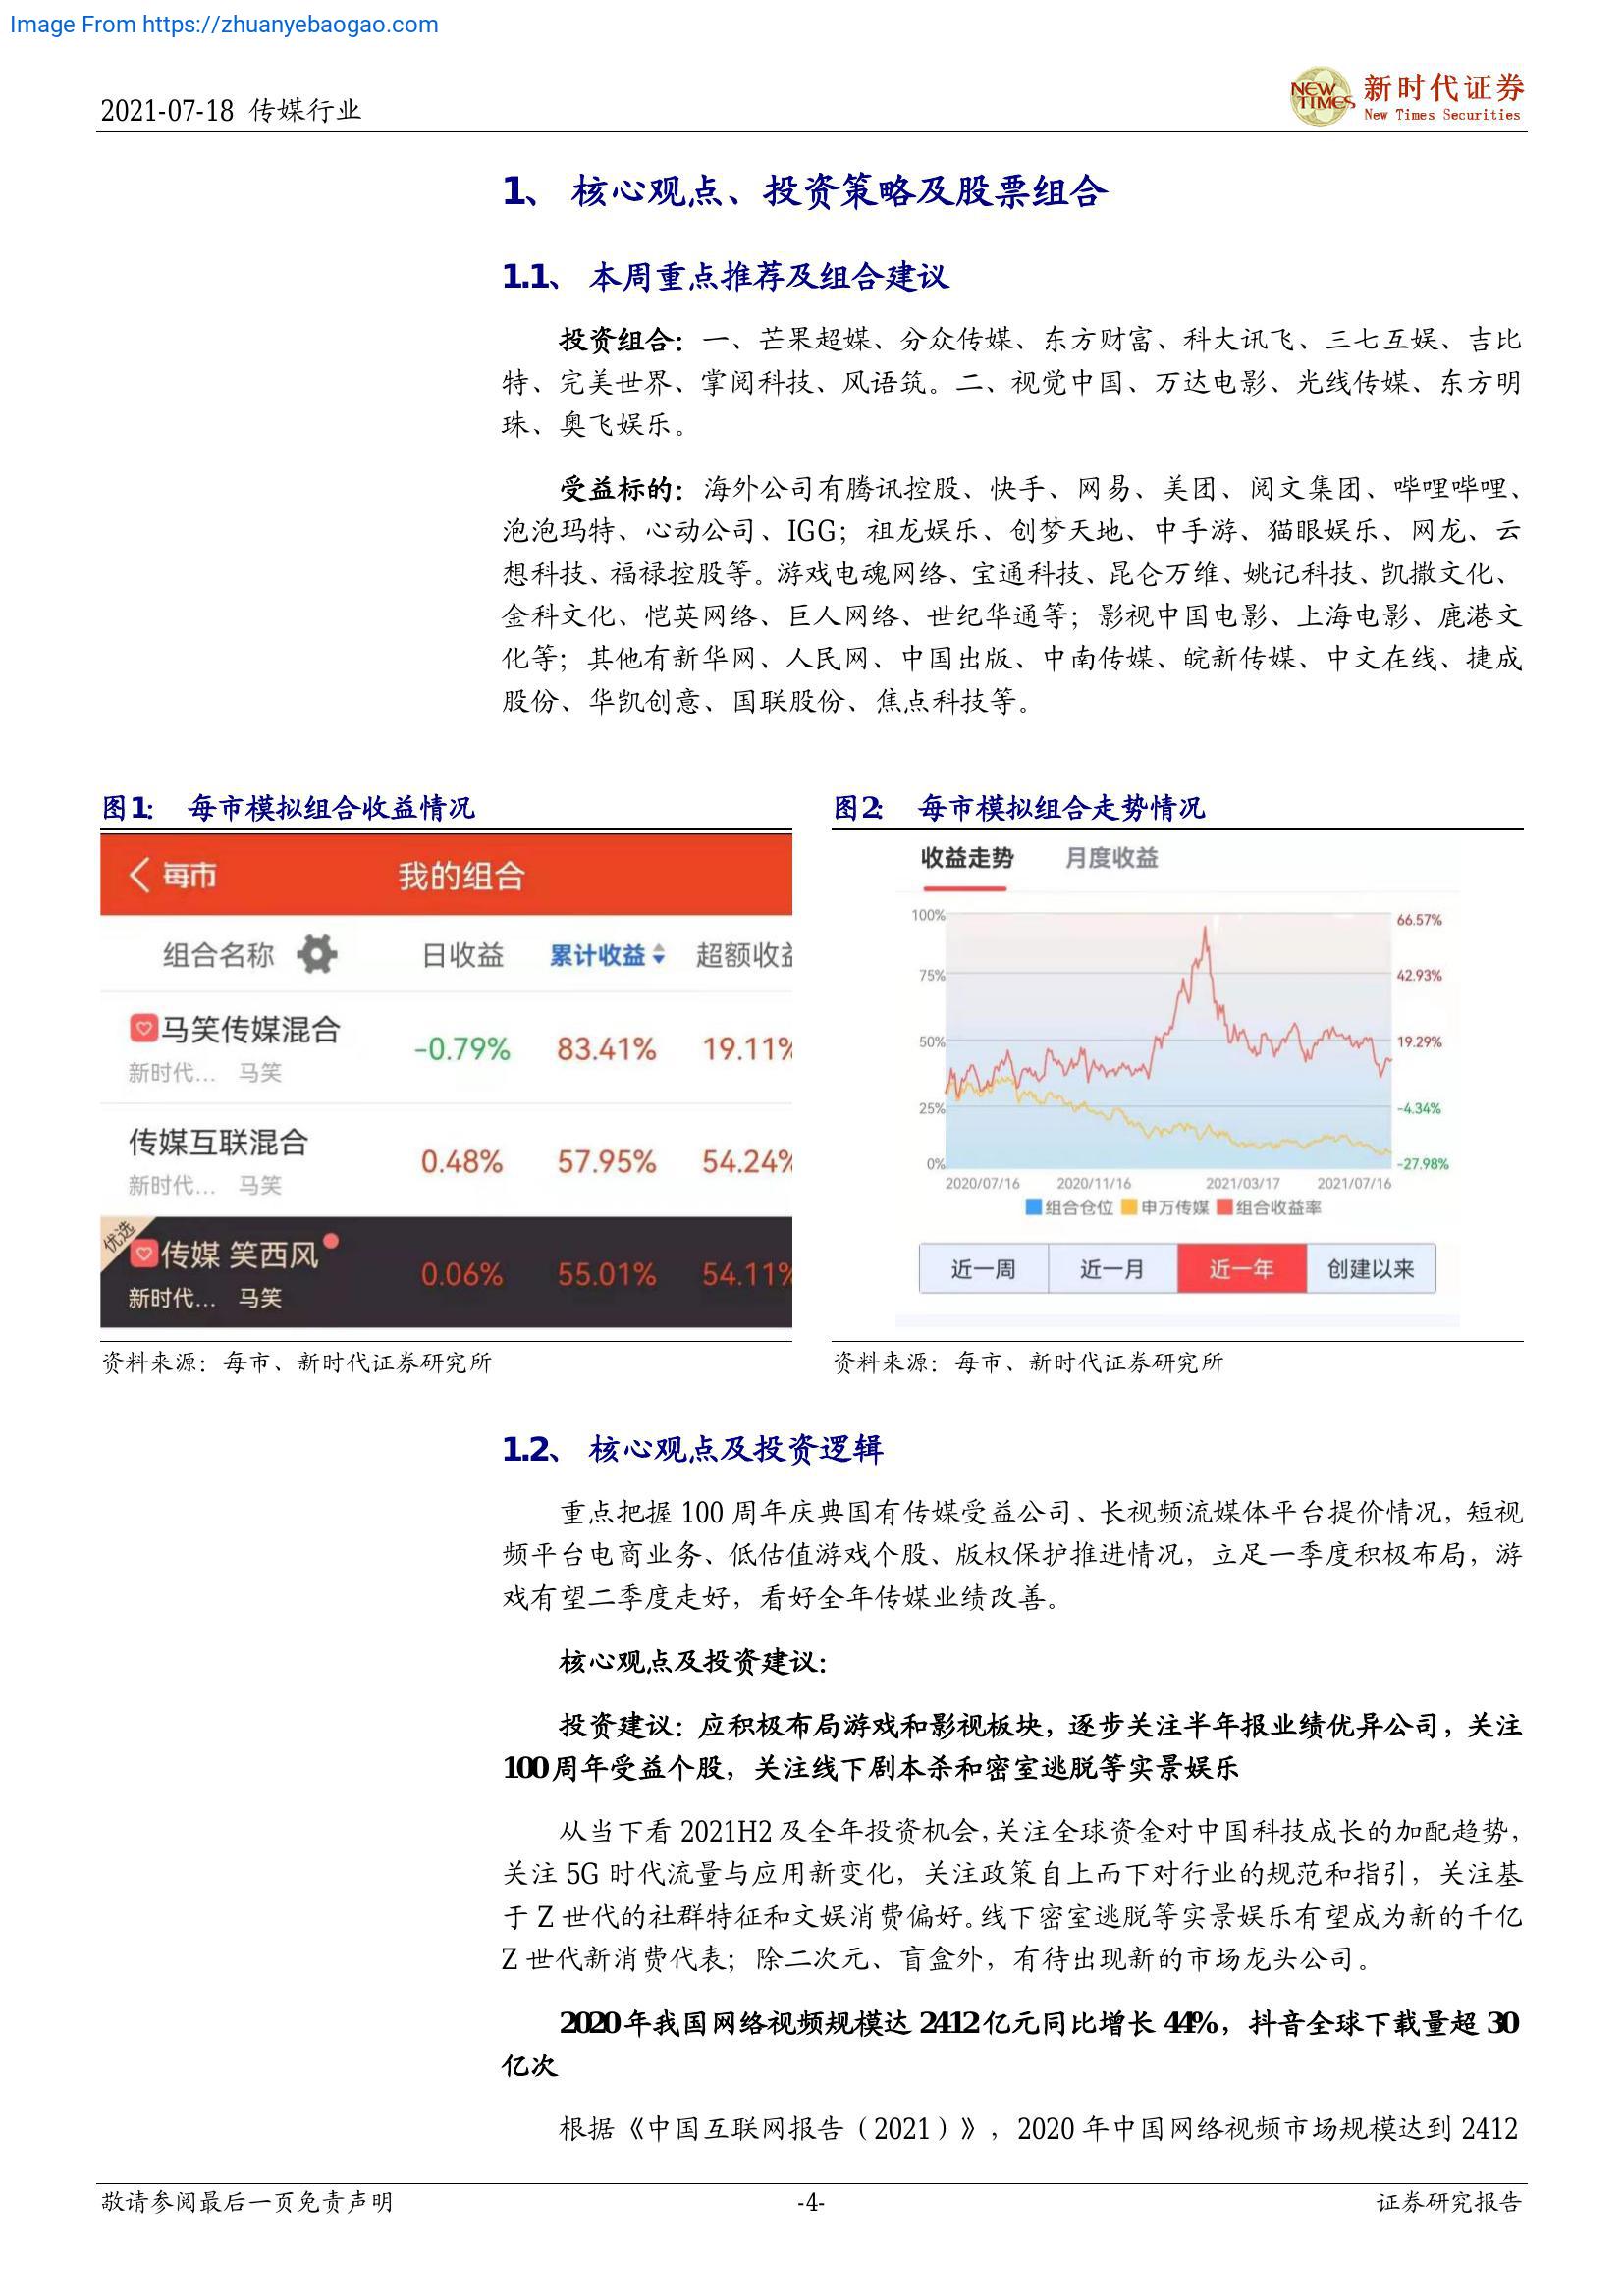 Image From https://zhuanyebaogao.com
2021-07-18 传媒行业
NEW TIMES
新时代证券
New Times Securities
1、 核心观点、投资策略及股票组合
1.1、 本周重点推荐及组合建议
投资组合：一、芒果超媒、分众传媒、东方财富、科大讯飞、三七互娱、吉比
特、完美世界、掌阅科技、风语筑。二、视觉中国、万达电影、光线传媒、东方明
珠、奥飞娱乐。
受益标的：海外公司有腾讯控股、快手、网易、美团、阅文集团、哔哩哔哩、
泡泡玛特、心动公司、IGG；祖龙娱乐、创梦天地、中手游、猫眼娱乐、网龙、云
想科技、福禄控股等。游戏电魂网络、宝通科技、昆仑万维、姚记科技、凯撒文化、
金科文化、恺英网络、巨人网络、世纪华通等；影视中国电影、上海电影、鹿港文
化等；其他有新华网、人民网、中国出版、中南传媒、皖新传媒、中文在线、捷成
股份、华凯创意、国联股份、焦点科技等。
图1： 每市模拟组合收益情况
每市 我的组合
组合名称 日收益 累计收益 超额收益
马笑传媒混合 -0.79% 83.41% 19.11%
新时代... 马笑
传媒互联混合 0.48% 57.95% 54.24%
新时代... 马笑
优选
传媒 笑西风 0.06% 55.01% 54.11%
新时代... 马笑
资料来源：每市、新时代证券研究所
图2： 每市模拟组合走势情况
收益走势 月度收益
100% 66.57%
75% 42.93%
50% 19.29%
25% -4.34%
0% -27.98%
2020/07/16 2020/11/16 2021/03/17 2021/07/16
组合仓位 申万传媒 组合收益率
近一周 近一月 近一年 创建以来
资料来源：每市、新时代证券研究所
1.2、 核心观点及投资逻辑
重点把握 100 周年庆典国有传媒受益公司、长视频流媒体平台提价情况，短视
频平台电商业务、低估值游戏个股、版权保护推进情况，立足一季度积极布局，游
戏有望二季度走好，看好全年传媒业绩改善。
核心观点及投资建议：
投资建议：应积极布局游戏和影视板块，逐步关注半年报业绩优异公司，关注
100周年受益个股，关注线下剧本杀和密室逃脱等实景娱乐
从当下看 2021H2 及全年投资机会，关注全球资金对中国科技成长的加配趋势，
关注 5G 时代流量与应用新变化，关注政策自上而下对行业的规范和指引，关注基
于 Z 世代的社群特征和文娱消费偏好。线下密室逃脱等实景娱乐有望成为新的千亿
Z 世代新消费代表；除二次元、盲盒外，有待出现新的市场龙头公司。
2020年我国网络视频规模达 2412亿元同比增长 44%，抖音全球下载量超 30
亿次
根据《中国互联网报告（2021）》，2020 年中国网络视频市场规模达到 2412
敬请参阅最后一页免责声明 -4- 证券研究报告